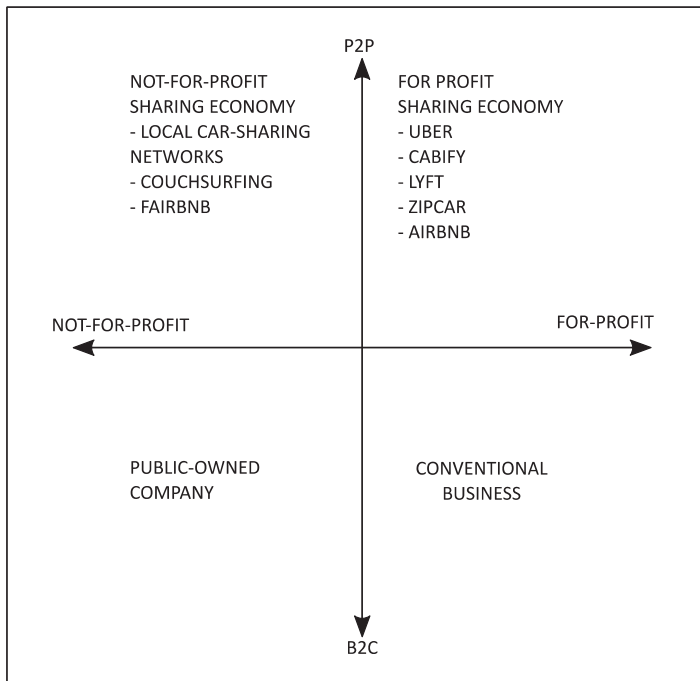 P2P
NOT-FOR-PROFIT
SHARING ECONOMY
- LOCAL CAR-SHARING
NETWORKS
- COUCHSURFING
- FAIRBNB
FOR PROFIT
SHARING ECONOMY
- UBER
- CABIFY
- LYFT
- ZIPCAR
- AIRBNB
NOT-FOR-PROFIT
FOR-PROFIT
PUBLIC-OWNED
COMPANY
CONVENTIONAL
BUSINESS
B2C